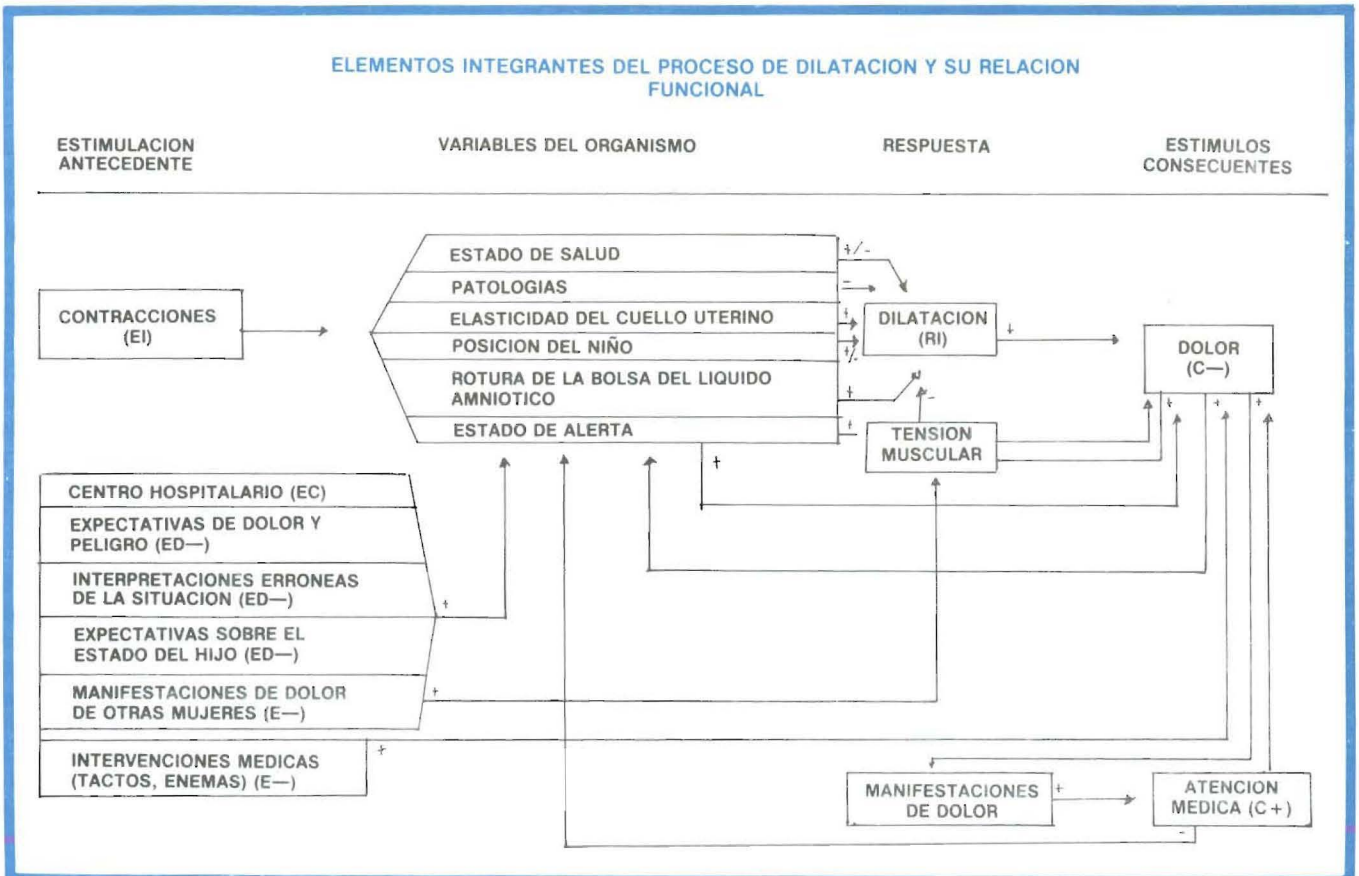 ELEMENTOS INTEGRANTES DEL PROCESO DE DILATACION Y SU RELACION
FUNCIONAL
ESTIMULACION
ANTECEDENTE
VARIABLES DEL ORGANISMO
RESPUESTA
ESTIMULOS
CONSECUENTES
CONTRACCIONES
(EI)
ESTADO DE SALUD
+/-
PATOLOGIAS
-
ELASTICIDAD DEL CUELLO UTERINO
+
POSICION DEL NIÑO
+/-
ROTURA DE LA BOLSA DEL LIQUIDO
AMNIOTICO
+
ESTADO DE ALERTA
+
+
DILATACION
(RI)
+
-
TENSION
MUSCULAR
DOLOR
(C—)
+ + +
CENTRO HOSPITALARIO (EC)
EXPECTATIVAS DE DOLOR Y
PELIGRO (ED—)
INTERPRETACIONES ERRONEAS
DE LA SITUACION (ED—)
+
EXPECTATIVAS SOBRE EL
ESTADO DEL HIJO (ED—)
MANIFESTACIONES DE DOLOR
DE OTRAS MUJERES (E—)
+
INTERVENCIONES MEDICAS
(TACTOS, ENEMAS) (E—)
+
MANIFESTACIONES
DE DOLOR
+
ATENCION
MEDICA (C+)
-